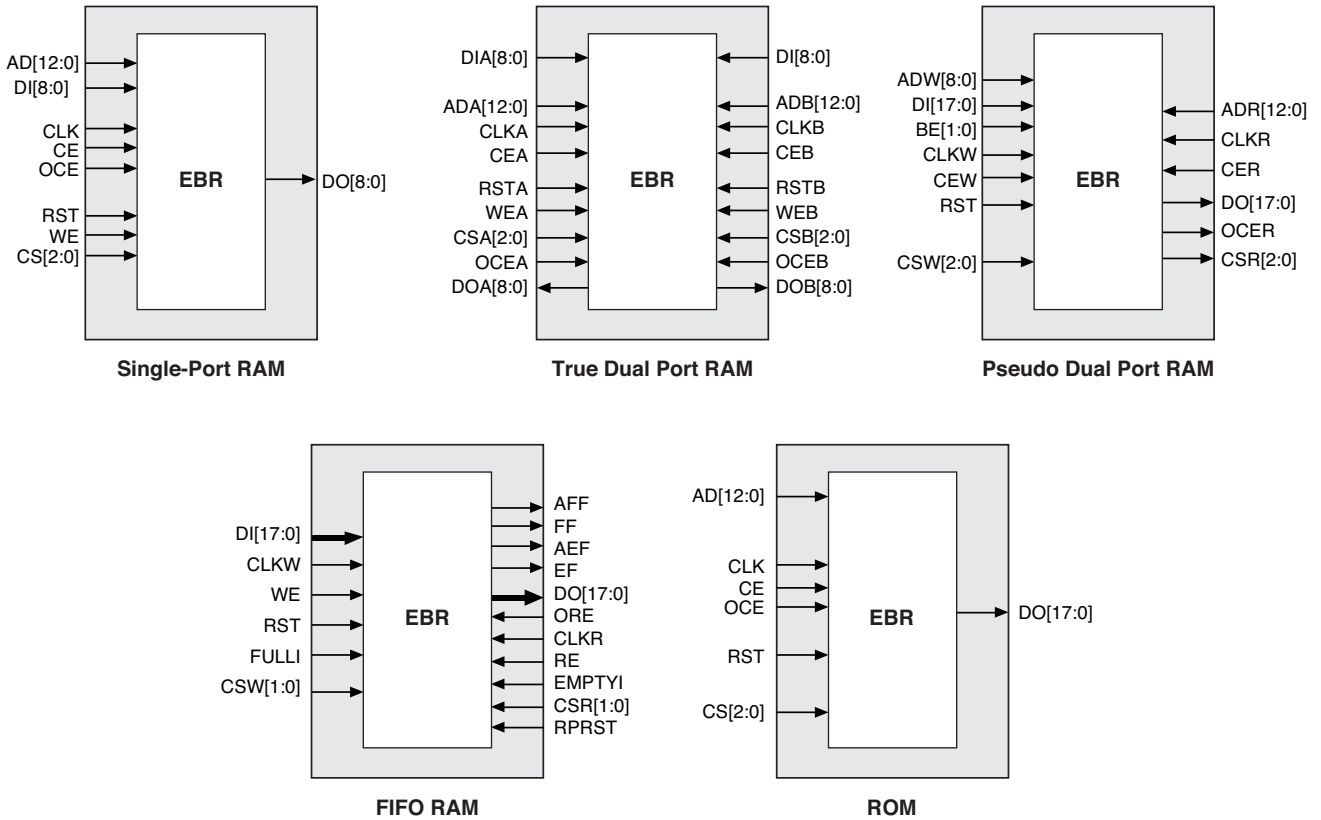 AD[12:0]
DI[8:0]
CLK
CE
OCE
RST
WE
CS[2:0]
EBR
DO[8:0]
Single-Port RAM
DIA[8:0]
ADA[12:0]
CLKA
CEA
RSTA
WEA
CSA[2:0]
OCEA
DOA[8:0]
EBR
DI[8:0]
ADB[12:0]
CLKB
CEB
RSTB
WEB
CSB[2:0]
OCEB
DOB[8:0]
True Dual Port RAM
ADW[8:0]
DI[17:0]
BE[1:0]
CLKW
CEW
RST
CSW[2:0]
EBR
ADR[12:0]
CLKR
CER
DO[17:0]
OCER
CSR[2:0]
Pseudo Dual Port RAM
DI[17:0]
CLKW
WE
RST
FULLI
CSW[1:0]
EBR
AFF
FF
AEF
EF
DO[17:0]
ORE
CLKR
RE
EMPTYI
CSR[1:0]
RPRST
FIFO RAM
AD[12:0]
CLK
CE
OCE
RST
CS[2:0]
EBR
DO[17:0]
ROM